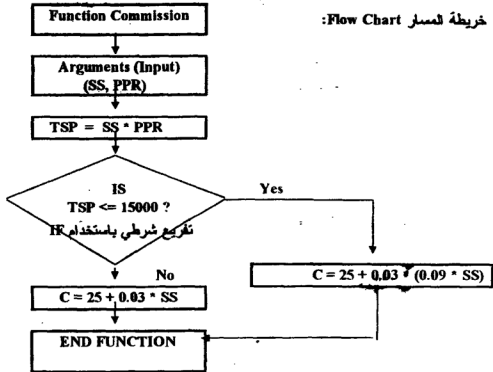 Function Commission
خريطة المسار Flow Chart:
Arguments (Input)
(SS, PPR)
TSP = SS * PPR
IS
TSP <= 15000 ?
تفريع شرطي باستخدام IF
Yes
No
C = 25 + 0.03 * (0.09 * SS)
C = 25 + 0.03 * SS
END FUNCTION